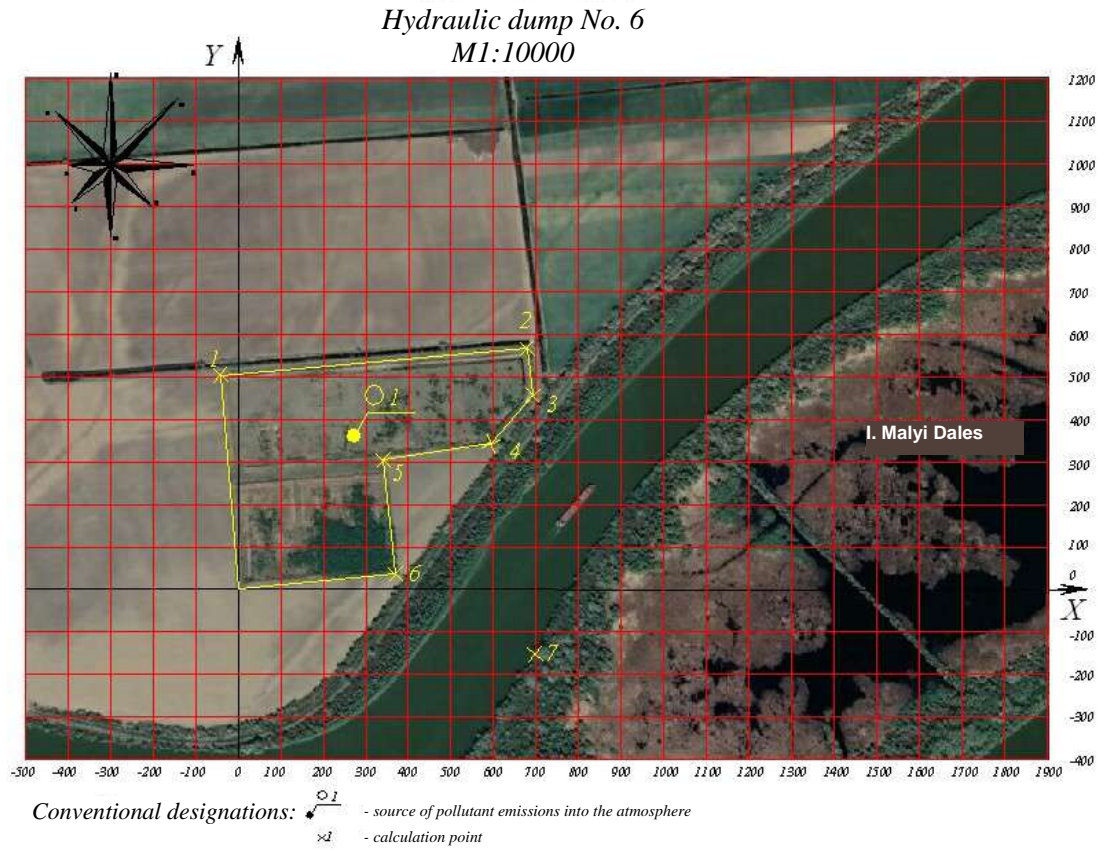 Hydraulic dump No. 6
M1:10000
Y
1200
1100
1000
900
800
700
600
500
400
300
200
100
0
X
-100
-200
-300
-400
1
2
3
4
5
6
7
1
I. Malyi Dales
-500 -400 -300 -200 -100 0 100 200 300 400 500 600 700 800 900 1000 1100 1200 1300 1400 1500 1600 1700 1800 1900
Conventional designations:
1 - source of pollutant emissions into the atmosphere
1 - calculation point